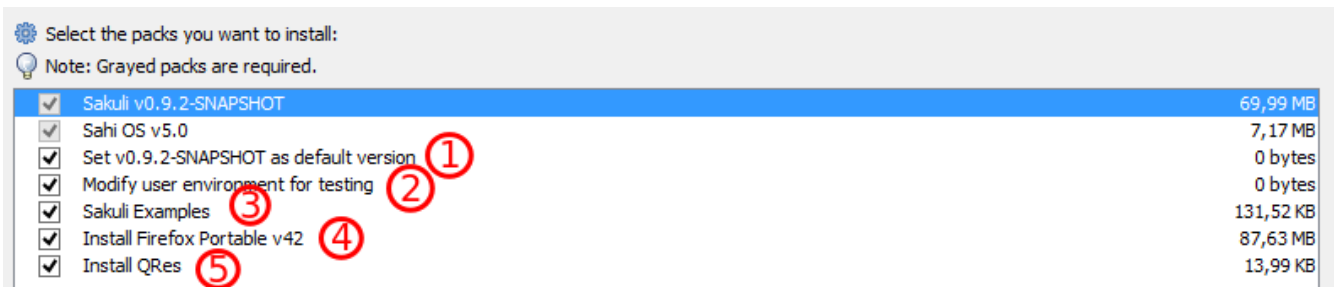 Select the packs you want to install:
Note: Grayed packs are required.
Sakuli v0.9.2-SNAPSHOT 69,99 MB
Sahi OS v5.0 7,17 MB
Set v0.9.2-SNAPSHOT as default version 1 0 bytes
Modify user environment for testing 2 0 bytes
Sakuli Examples 3 131,52 KB
Install Firefox Portable v42 4 87,63 MB
Install QRes 5 13,99 KB